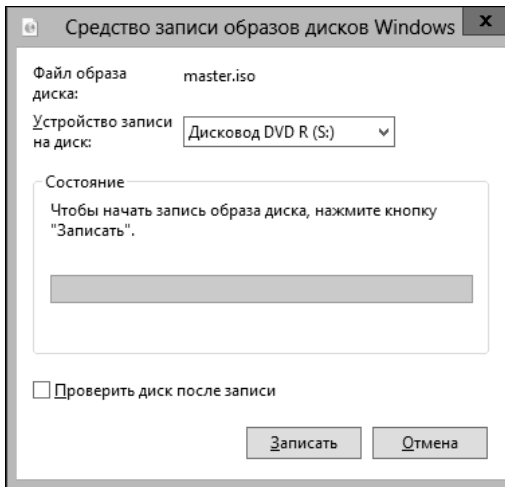 Средство записи образов дисков Windows x
Файл образа диска: master.iso
Устройство записи на диск: Дисковод DVD R (S:)
Состояние
Чтобы начать запись образа диска, нажмите кнопку
"Записать".
Проверить диск после записи
Записать Отмена